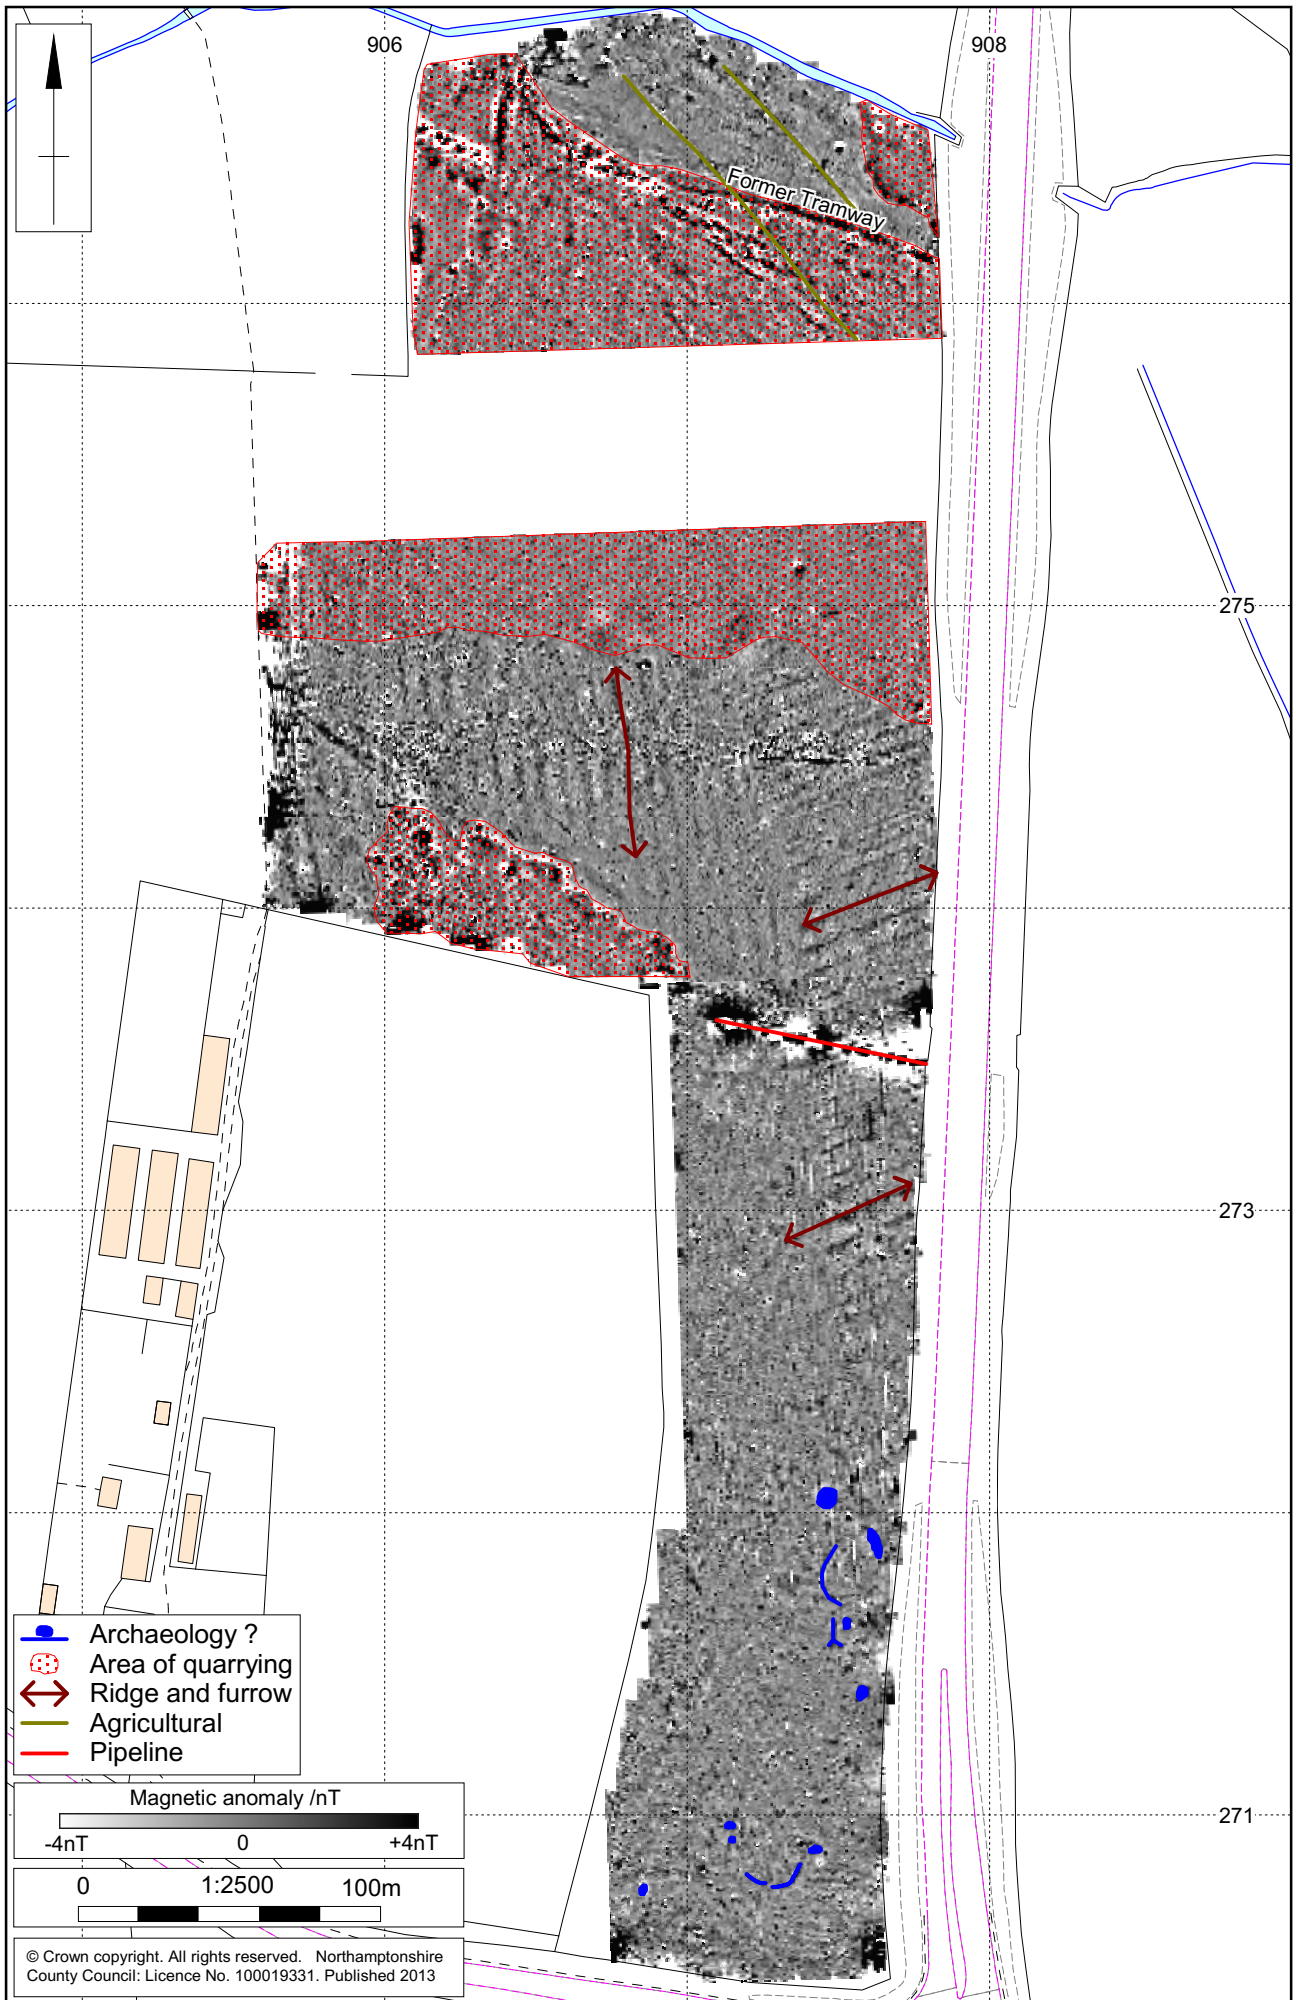 906
908
Former Tramway
275
273
271
Archaeology ?
Area of quarrying
Ridge and furrow
Agricultural
Pipeline
Magnetic anomaly /nT
-4nT 0 +4nT
0 1:2500 100m
© Crown copyright. All rights reserved. Northamptonshire
County Council: Licence No. 100019331. Published 2013